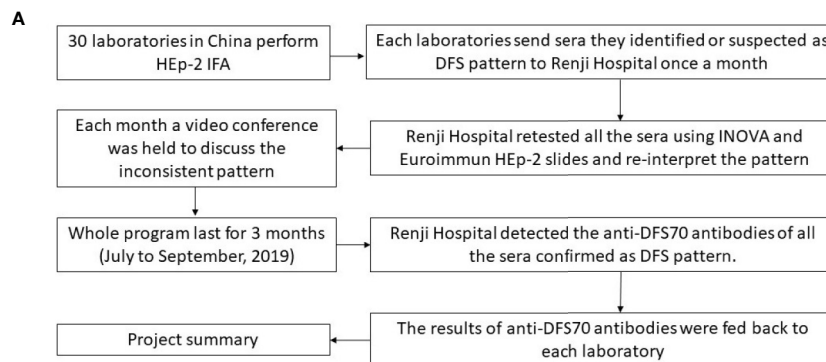 A
30 laboratories in China perform
HEp-2 IFA
Each laboratories send sera they identified or suspected as
DFS pattern to Renji Hospital once a month
Each month a video conference
was held to discuss the
inconsistent pattern
Renji Hospital retested all the sera using INOVA and
Euroimmun HEp-2 slides and re-interpret the pattern
Whole program last for 3 months
(July to September, 2019)
Renji Hospital detected the anti-DFS70 antibodies of all
the sera confirmed as DFS pattern.
Project summary
The results of anti-DFS70 antibodies were fed back to
each laboratory